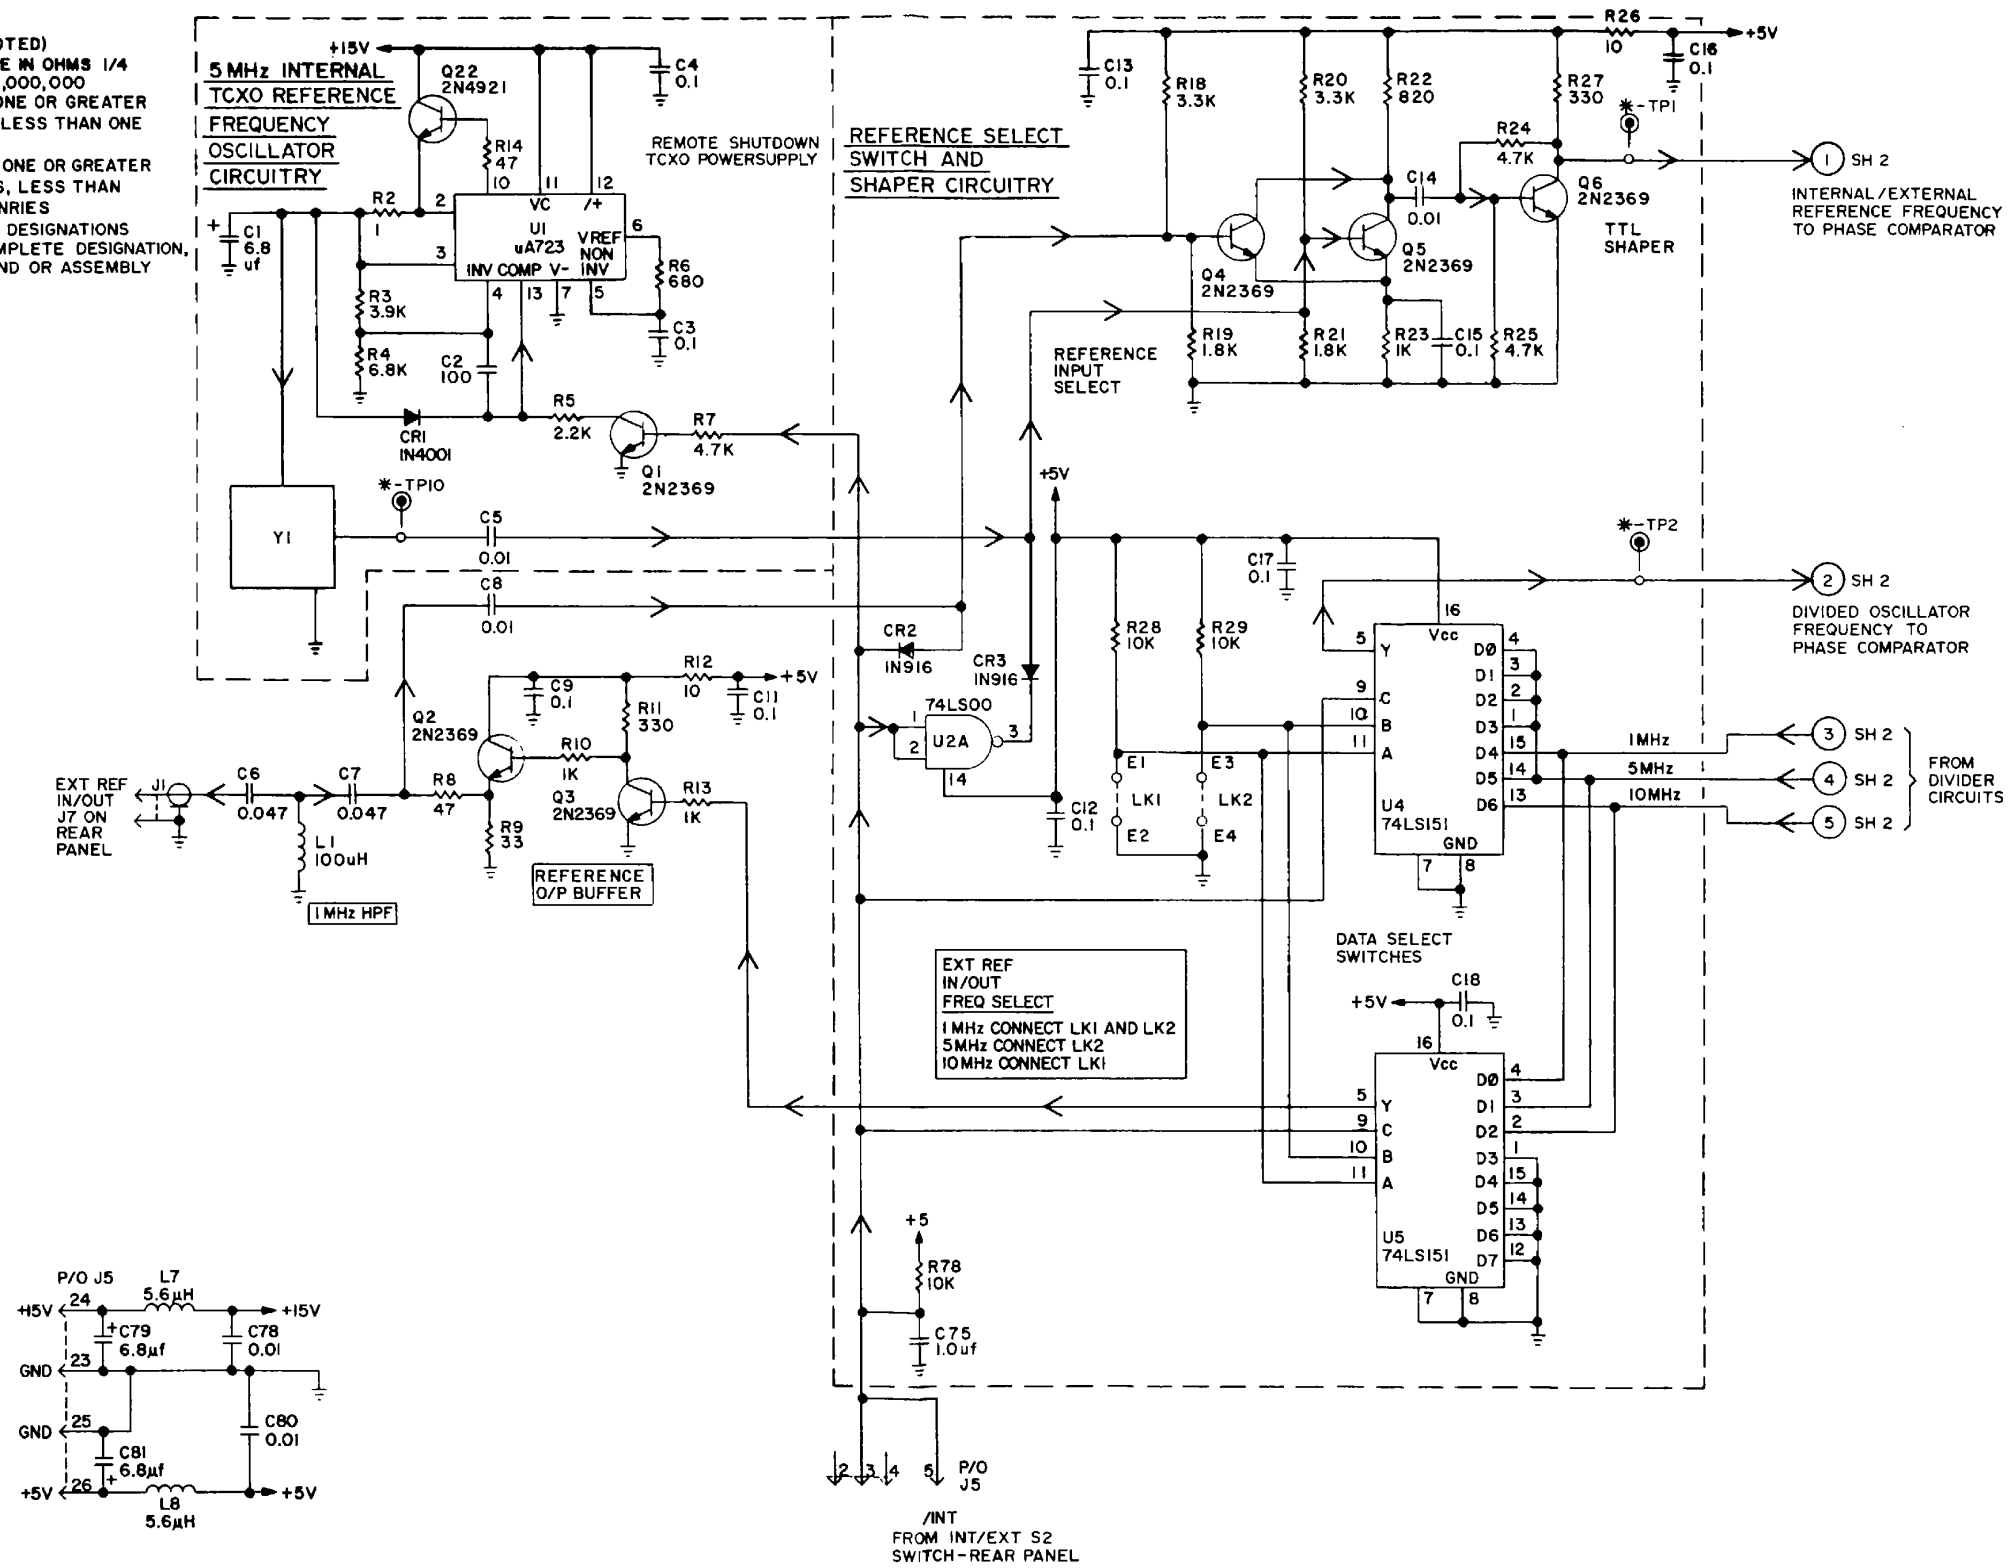 OTED)
E IN OHMS 1/4
,000,000
ONE OR GREATER
LESS THAN ONE
ONE OR GREATER
S, LESS THAN
NRIES
DESIGNATIONS
MPLETE DESIGNATION,
ND OR ASSEMBLY
5 MHz INTERNAL
TCXO REFERENCE
FREQUENCY
OSCILLATOR
CIRCUITRY
+15V
Q22
2N4921
C4
0.1
R14
47
REMOTE SHUTDOWN
TCXO POWERSUPPLY
10
11
12
VC
/+
2
U1
uA723
6
VREF
NON
INV
3
INV COMP V-
4
13
7
5
R2
1
+
C1
6.8
uf
R3
3.9K
R4
6.8K
C2
100
R6
680
C3
0.1
R5
2.2K
CR1
1N4001
R7
4.7K
Q1
2N2369
*-TP10
Y1
C5
0.01
C8
0.01
REFERENCE SELECT
SWITCH AND
SHAPER CIRCUITRY
C13
0.1
R18
3.3K
R20
3.3K
R22
820
R26
10
+5V
C16
0.1
R27
330
*-TP1
R24
4.7K
C14
0.01
Q6
2N2369
TTL
SHAPER
1 SH 2
INTERNAL/EXTERNAL
REFERENCE FREQUENCY
TO PHASE COMPARATOR
Q4
2N2369
Q5
2N2369
R19
1.8K
R21
1.8K
R23
1K
C15
0.1
R25
4.7K
REFERENCE
INPUT
SELECT
+5V
C17
0.1
*-TP2
2 SH 2
DIVIDED OSCILLATOR
FREQUENCY TO
PHASE COMPARATOR
R28
10K
R29
10K
CR2
1N916
CR3
1N916
74LS00
1
2
U2A
3
14
C12
0.1
E1
E3
LK1
LK2
E2
E4
16
Vcc
5 Y
9 C
10 B
11 A
D0 4
D1 3
D2 2
D3 1
D4 15
D5 14
D6 13
U4
74LS151
GND
7
8
1MHz
5MHz
10MHz
3 SH 2
4 SH 2
5 SH 2
FROM
DIVIDER
CIRCUITS
C9
0.1
R12
10
+5V
C11
0.1
R11
330
Q2
2N2369
R10
1K
Q3
2N2369
R13
1K
EXT REF
IN/OUT
J7 ON
REAR
PANEL
J1
C6
0.047
C7
0.047
R8
47
R9
33
L1
100uH
1 MHz HPF
REFERENCE
O/P BUFFER
DATA SELECT
SWITCHES
EXT REF
IN/OUT
FREQ SELECT
1 MHz CONNECT LK1 AND LK2
5 MHz CONNECT LK2
10 MHz CONNECT LK1
+5V
C18
0.1
16
Vcc
5 Y
9 C
10 B
11 A
D0 4
D1 3
D2 2
D3 1
D4 15
D5 14
D6 13
D7 12
U5
74LS151
GND
7
8
+5
R78
10K
C75
1.0uf
P/O J5
L7
5.6µH
+15V 24
+15V
+
C79
6.8µf
C78
0.01
GND 23
GND 25
C80
0.01
C81
6.8µf
+
+5V 26
+5V
L8
5.6µH
2
3
4
5
P/O
J5
/INT
FROM INT/EXT S2
SWITCH-REAR PANEL